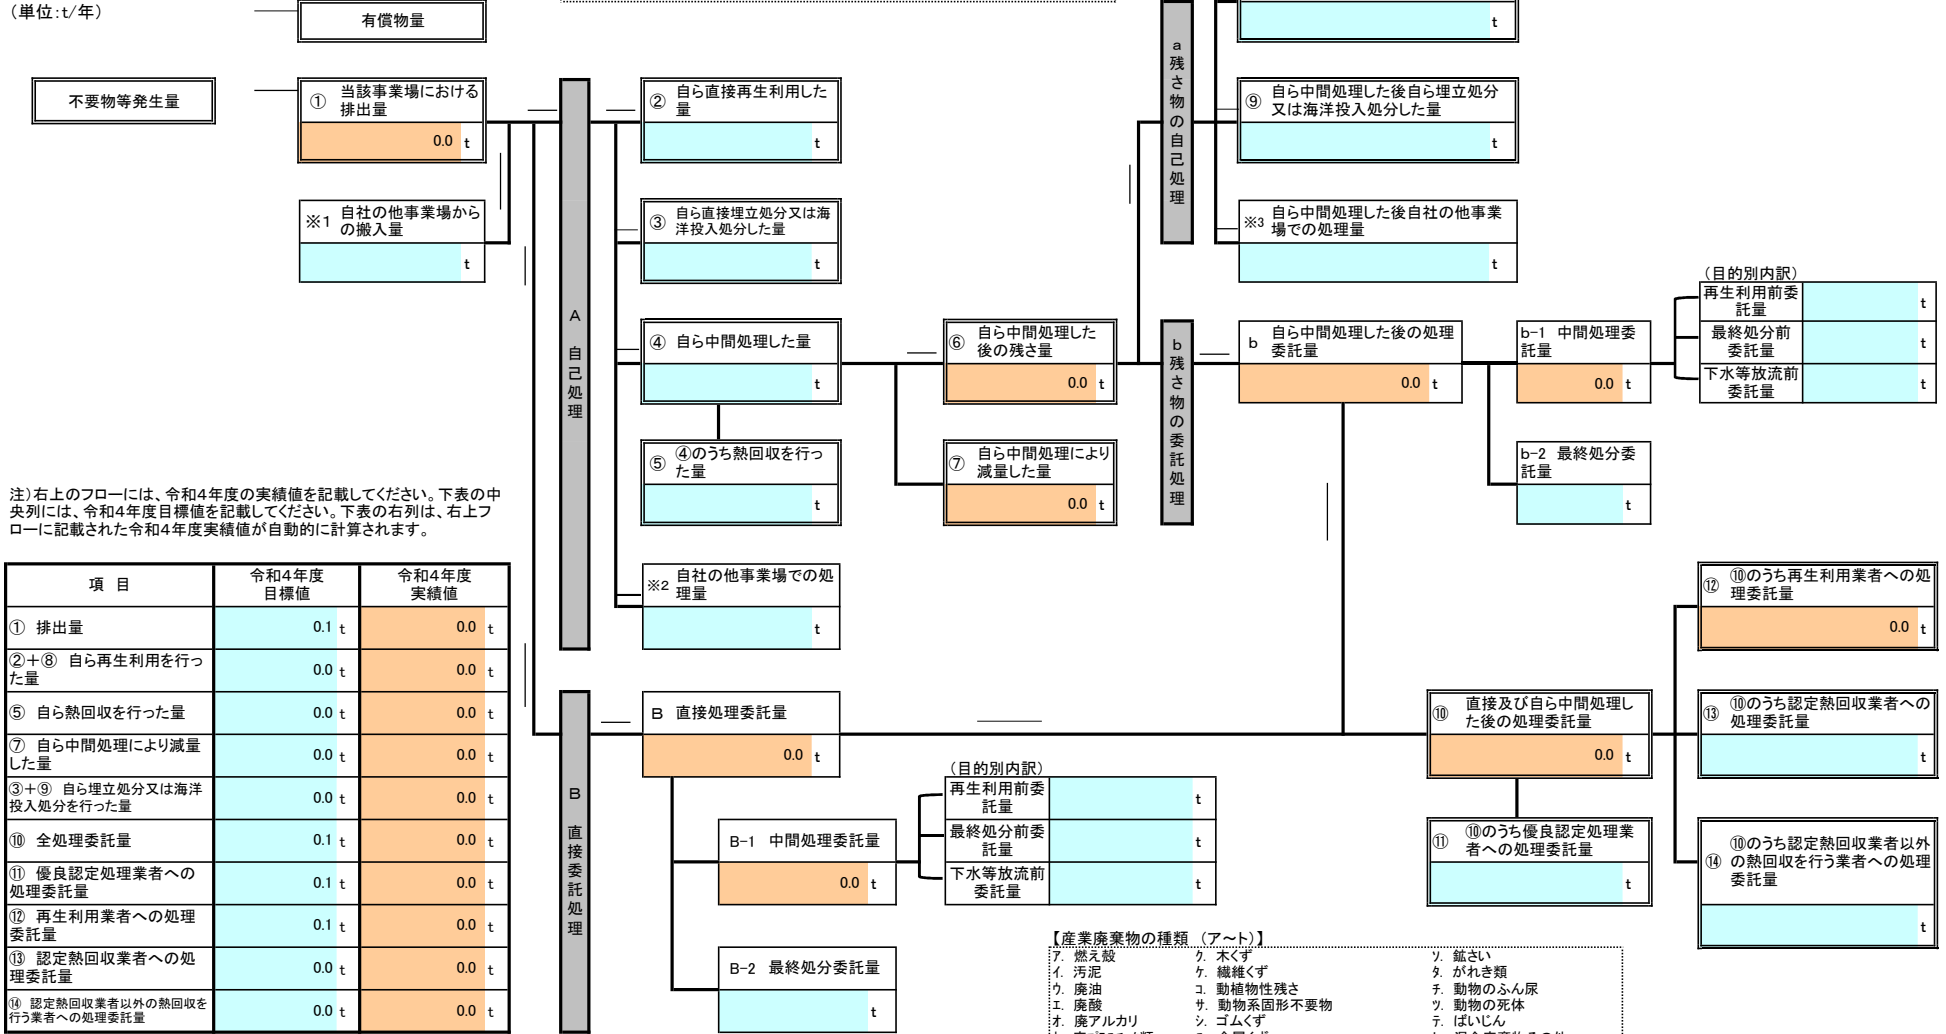 (単位:t/年)
有償物量
t
不要物等発生量
① 当該事業場における
排出量
0.0 t
※1 自社の他事業場から
の搬入量
t
A 自己処理
② 自ら直接再生利用した
量
t
③ 自ら直接埋立処分又は海
洋投入処分した量
t
④ 自ら中間処理した量
t
⑤ ④のうち熱回収を行っ
た量
t
※2 自社の他事業場での処
理量
t
⑥ 自ら中間処理した
後の残さ量
0.0 t
⑦ 自ら中間処理により
減量した量
0.0 t
a 残さ物の自己処理
⑨ 自ら中間処理した後自ら埋立処分
又は海洋投入処分した量
t
※3 自ら中間処理した後自社の他事業
場での処理量
t
b 残さ物の委託処理
b 自ら中間処理した後の処理
委託量
0.0 t
b-1 中間処理委
託量
0.0 t
b-2 最終処分委
託量
t
(目的別内訳)
再生利用前委
託量
t
最終処分前
委託量
t
下水等放流前
委託量
t
注)右上のフローには、令和4年度の実績値を記載してください。下表の中
央列には、令和4年度目標値を記載してください。下表の右列は、右上フ
ローに記載された令和4年度実績値が自動的に計算されます。
項 目 令和4年度
目標値 令和4年度
実績値
① 排出量 0.1 t 0.0 t
②+⑧ 自ら再生利用を行っ
た量 0.0 t 0.0 t
⑤ 自ら熱回収を行った量 0.0 t 0.0 t
⑦ 自ら中間処理により減量
した量 0.0 t 0.0 t
③+⑨ 自ら埋立処分又は海洋
投入処分を行った量 0.0 t 0.0 t
⑩ 全処理委託量 0.1 t 0.0 t
⑪ 優良認定処理業者への
処理委託量 0.1 t 0.0 t
⑫ 再生利用業者への処理
委託量 0.1 t 0.0 t
⑬ 認定熱回収業者への処
理委託量 0.0 t 0.0 t
⑭ 認定熱回収業者以外の熱回収を
行う業者への処理委託量 0.0 t 0.0 t
B 直接委託処理
B 直接処理委託量
0.0 t
B-1 中間処理委託量
0.0 t
B-2 最終処分委託量
t
(目的別内訳)
再生利用前委
託量
t
最終処分前委
託量
t
下水等放流前
委託量
t
⑩ 直接及び自ら中間処理し
た後の処理委託量
0.0 t
⑪ ⑩のうち優良認定処理業
者への処理委託量
t
⑫ ⑩のうち再生利用業者への処
理委託量
0.0 t
⑬ ⑩のうち認定熱回収業者への
処理委託量
t
⑭ ⑩のうち認定熱回収業者以外
の熱回収を行う業者への処理
委託量
t
【産業廃棄物の種類 (ア~ト)】
ア. 燃え殻 ク. 木くず ソ. 鉱さい
イ. 汚泥 ケ. 繊維くず タ. がれき類
ウ. 廃油 コ. 動植物性残さ チ. 動物のふん尿
エ. 廃酸 サ. 動物系固形不要物 ツ. 動物の死体
オ. 廃アルカリ シ. ゴムくず テ. ばいじん